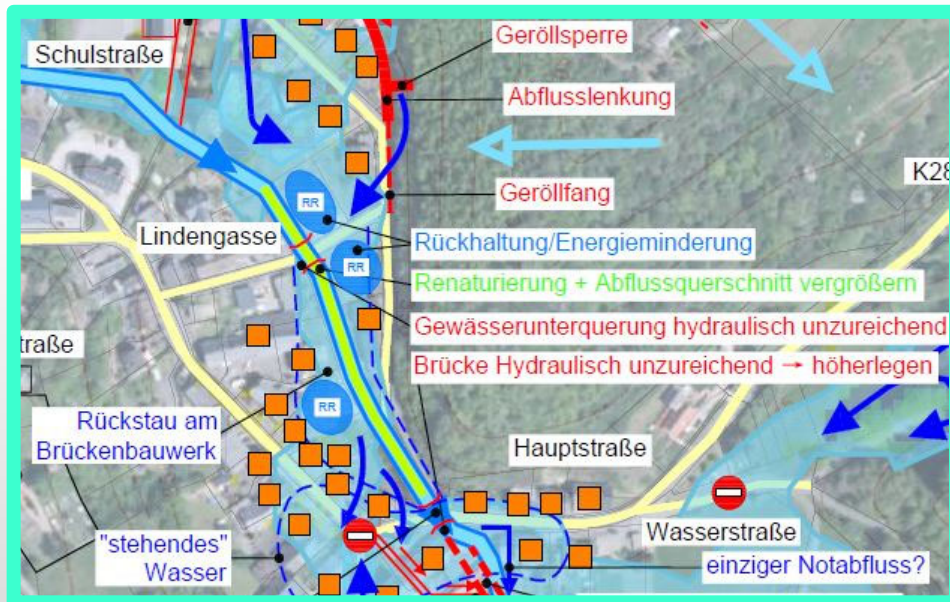 Schulstraße
Geröllsperre
Abflusslenkung
K28
Geröllfang
RR
Lindengasse
Rückhaltung/Energieminderung
RR
Renaturierung + Abflussquerschnitt vergrößern
Gewässerunterquerung hydraulisch unzureichend
traße
Brücke Hydraulisch unzureichend → höherlegen
RR
Rückstau am
Brückenbauwerk
Hauptstraße
Wasserstraße
"stehendes"
Wasser
einziger Notabfluss?